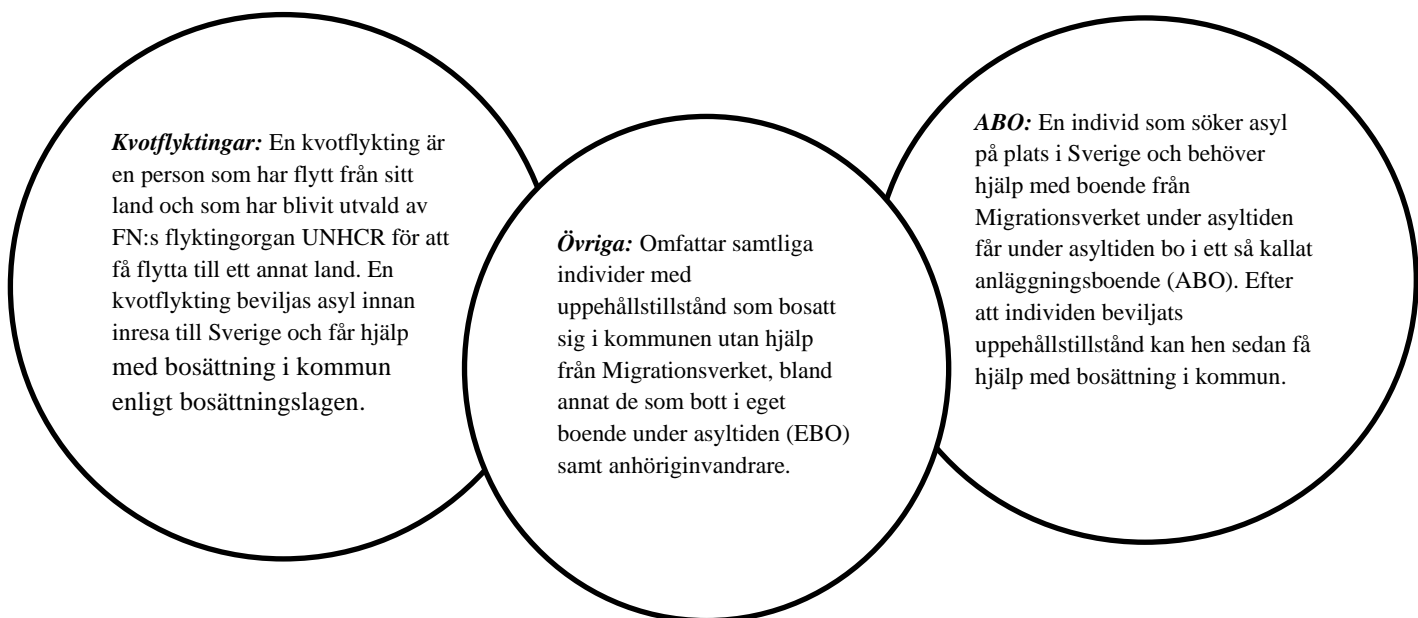 Kvotflyktingar: En kvotflykting är
en person som har flytt från sitt
land och som har blivit utvald av
FN:s flyktingorgan UNHCR för att
få flytta till ett annat land. En
kvotflykting beviljas asyl innan
inresa till Sverige och får hjälp
med bosättning i kommun
enligt bosättningslagen.
Övriga: Omfattar samtliga
individer med
uppehållstillstånd som bosatt
sig i kommunen utan hjälp
från Migrationsverket, bland
annat de som bott i eget
boende under asyltiden (EBO)
samt anhöriginvandrare.
ABO: En individ som söker asyl
på plats i Sverige och behöver
hjälp med boende från
Migrationsverket under asyltiden
får under asyltiden bo i ett så kallat
anläggningsboende (ABO). Efter
att individen beviljats
uppehållstillstånd kan hen sedan få
hjälp med bosättning i kommun.